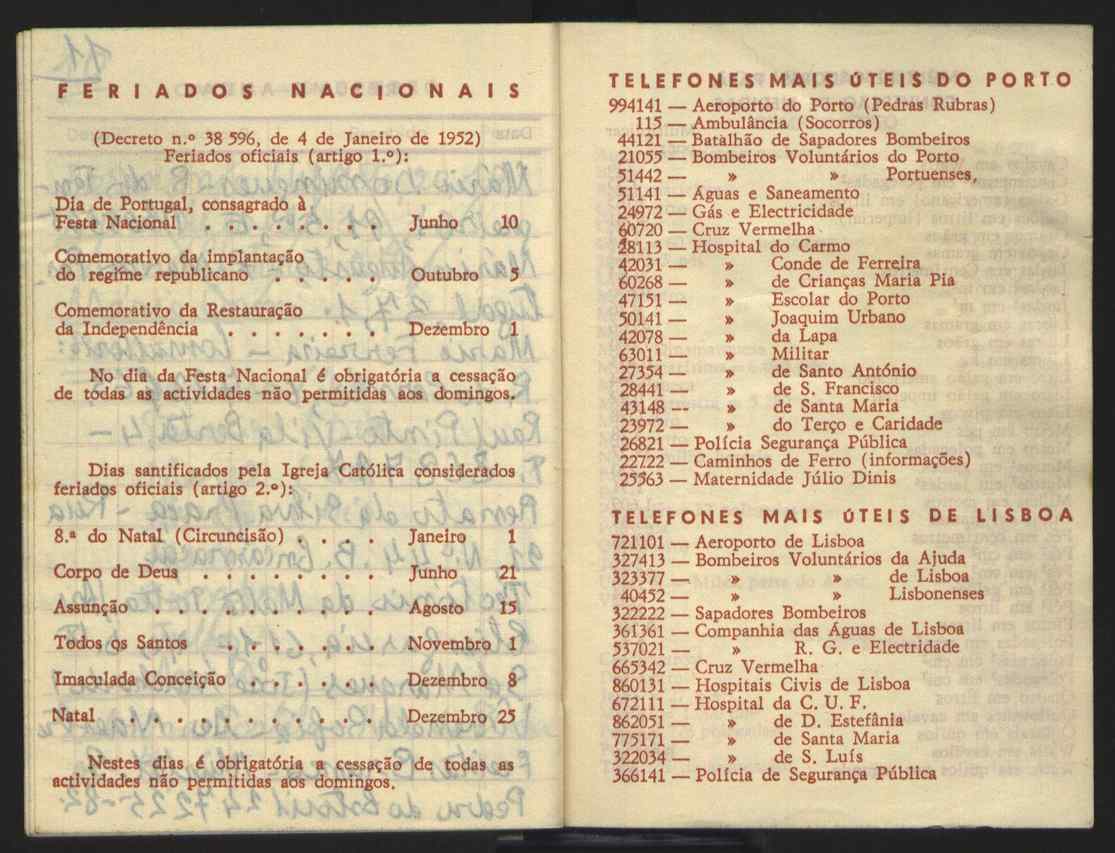 11
FERIADOS NACIONAIS
(Decreto n.º 38 596, de 4 de Janeiro de 1952)
Feriados oficiais (artigo 1.º):
Dia de Portugal, consagrado à
Festa Nacional . . . . . . . . Junho 10
Comemorativo da implantação
do regime republicano . . . . . Outubro 5
Comemorativo da Restauração
da Independência . . . . . . . Dezembro 1
No dia da Festa Nacional é obrigatória a cessação
de todas as actividades não permitidas aos domingos.
Dias santificados pela Igreja Católica considerados
feriados oficiais (artigo 2.º):
8.ª do Natal (Circuncisão) . . . . Janeiro 1
Corpo de Deus . . . . . . . . Junho 21
Assunção . . . . . . . . . . Agosto 15
Todos os Santos . . . . . . . Novembro 1
Imaculada Conceição . . . . . . Dezembro 8
Natal . . . . . . . . . . . Dezembro 25
Nestes dias é obrigatória a cessação de todas as
actividades não permitidas aos domingos.
TELEFONES MAIS ÚTEIS DO PORTO
994141 — Aeroporto do Porto (Pedras Rubras)
115 — Ambulância (Socorros)
44121 — Batalhão de Sapadores Bombeiros
21055 — Bombeiros Voluntários do Porto
51442 — » » Portuenses
51141 — Águas e Saneamento
24972 — Gás e Electricidade
60720 — Cruz Vermelha
28113 — Hospital do Carmo
42031 — » Conde de Ferreira
60268 — » de Crianças Maria Pia
47151 — » Escolar do Porto
50141 — » Joaquim Urbano
42078 — » da Lapa
63011 — » Militar
27354 — » de Santo António
28441 — » de S. Francisco
43148 — » de Santa Maria
23972 — » do Terço e Caridade
26821 — Polícia Segurança Pública
22722 — Caminhos de Ferro (informações)
25563 — Maternidade Júlio Dinis
TELEFONES MAIS ÚTEIS DE LISBOA
721101 — Aeroporto de Lisboa
327413 — Bombeiros Voluntários da Ajuda
323377 — » » de Lisboa
40452 — » » Lisbonenses
322222 — Sapadores Bombeiros
361361 — Companhia das Águas de Lisboa
537021 — » R. G. e Electridade
665342 — Cruz Vermelha
860131 — Hospitais Civis de Lisboa
672111 — Hospital da C. U. F.
862051 — » de D. Estefânia
775171 — » de Santa Maria
322034 — » de S. Luís
366141 — Polícia de Segurança Pública